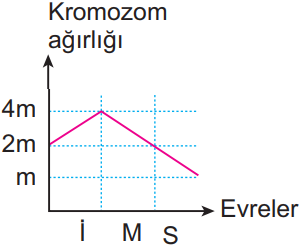 Kromozom
ağırlığı
4m
2m
m
Evreler
İ M S